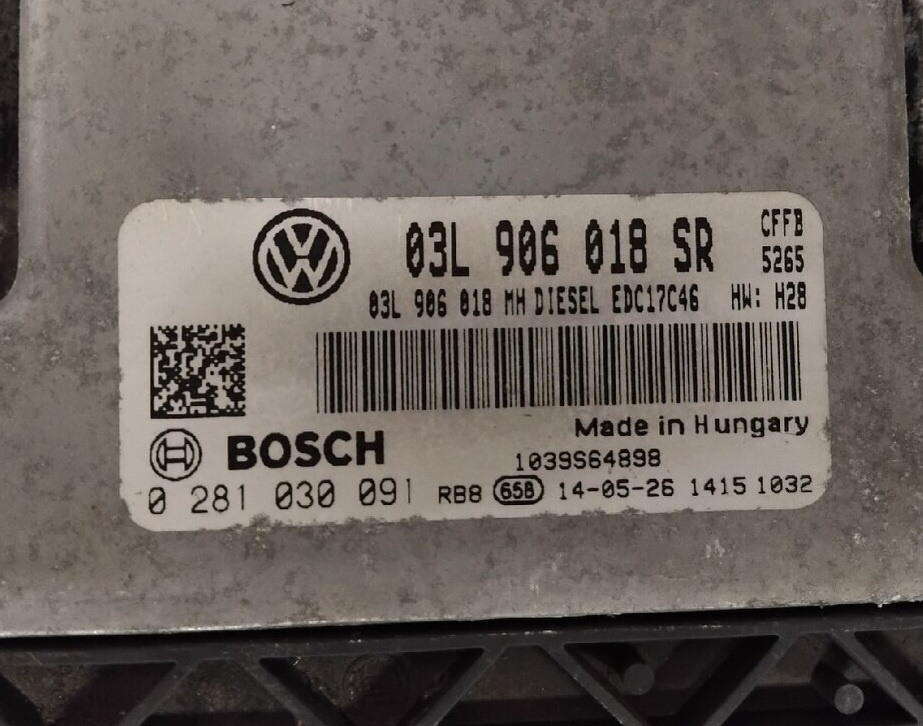 03L 906 018 SR CFFB
5265
03L 906 018 MH DIESEL EDC17C46 HW: H28
Made in Hungary
BOSCH
1039S64898
0 281 030 091 RB8 658 14-05-26 1415 1032